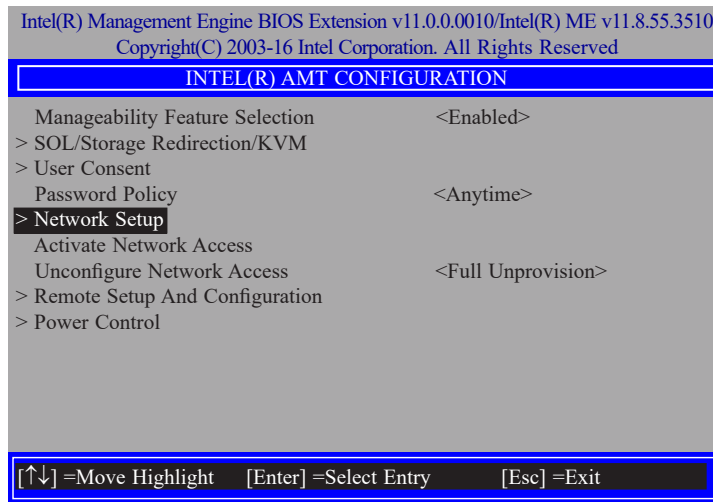 Intel(R) Management Engine BIOS Extension v11.0.0.0010/Intel(R) ME v11.8.55.3510
Copyright(C) 2003-16 Intel Corporation. All Rights Reserved
INTEL(R) AMT CONFIGURATION
Manageability Feature Selection <Enabled>
> SOL/Storage Redirection/KVM
> User Consent
Password Policy <Anytime>
> Network Setup
Activate Network Access
Unconfigure Network Access <Full Unprovision>
> Remote Setup And Configuration
> Power Control
[↑↓] =Move Highlight [Enter] =Select Entry [Esc] =Exit